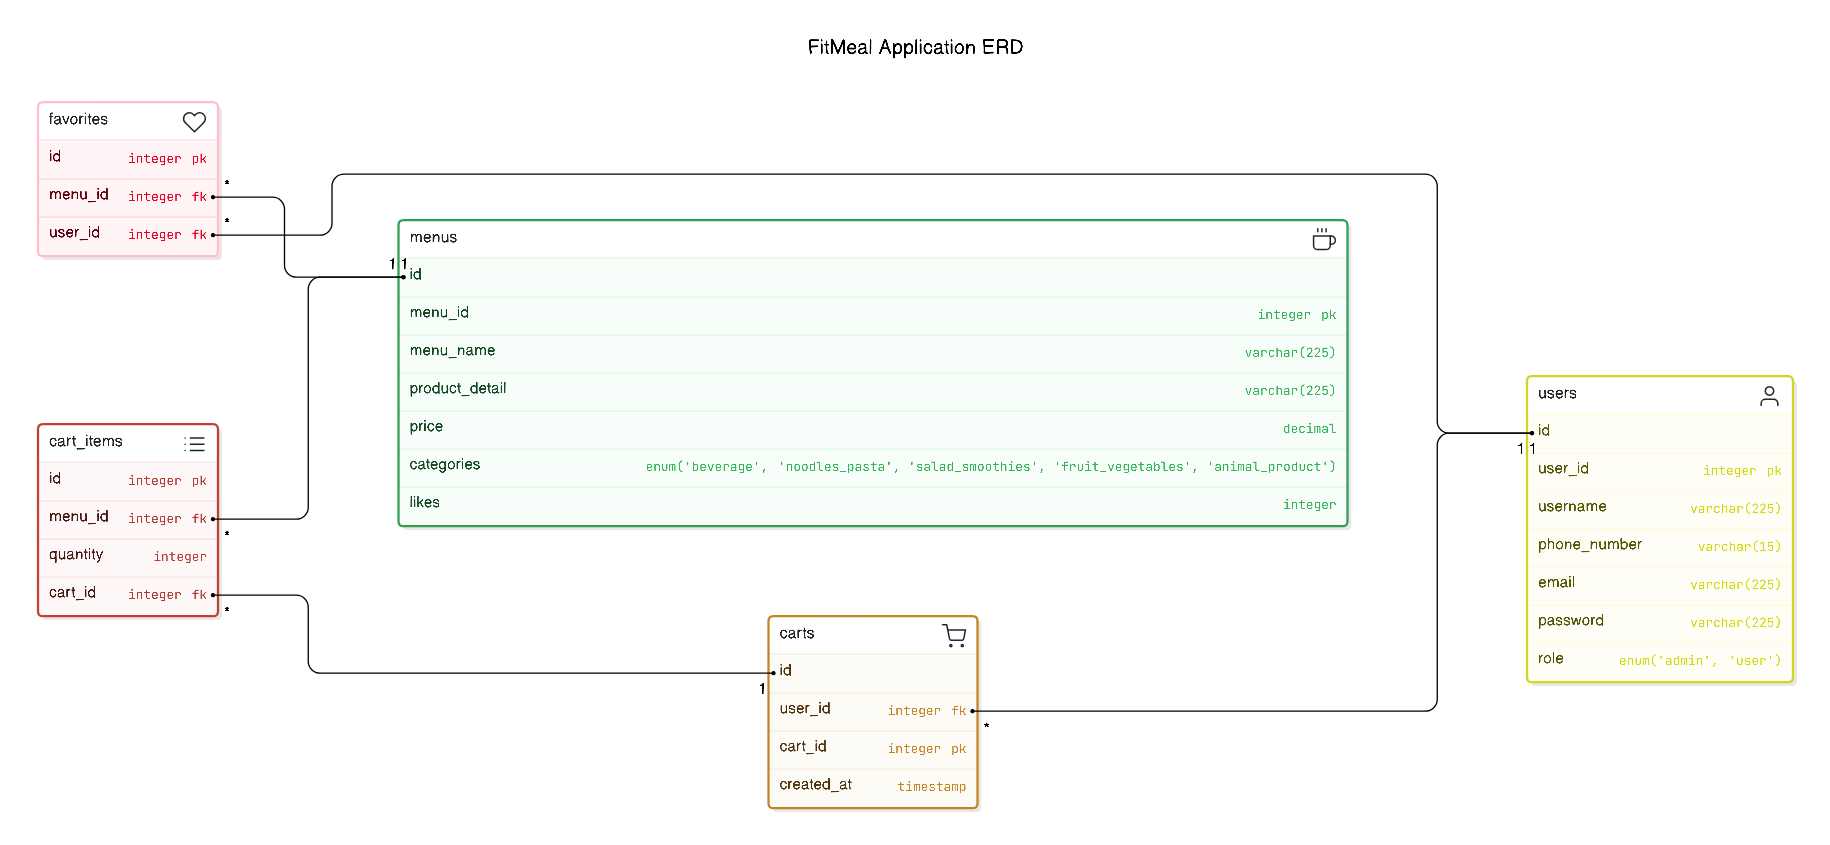 FitMeal Application ERD
favorites
id integer pk
menu_id integer fk
*
user_id integer fk
*
menus
1 1
id
menu_id integer pk
menu_name varchar(225)
product_detail varchar(225)
price decimal
categories enum('beverage', 'noodles_pasta', 'salad_smoothies', 'fruit_vegetables', 'animal_product')
likes integer
cart_items
id integer pk
menu_id integer fk
*
quantity integer
cart_id integer fk
*
carts
id
1
user_id integer fk
*
cart_id integer pk
created_at timestamp
users
id
1 1
user_id integer pk
username varchar(225)
phone_number varchar(15)
email varchar(225)
password varchar(225)
role enum('admin', 'user')